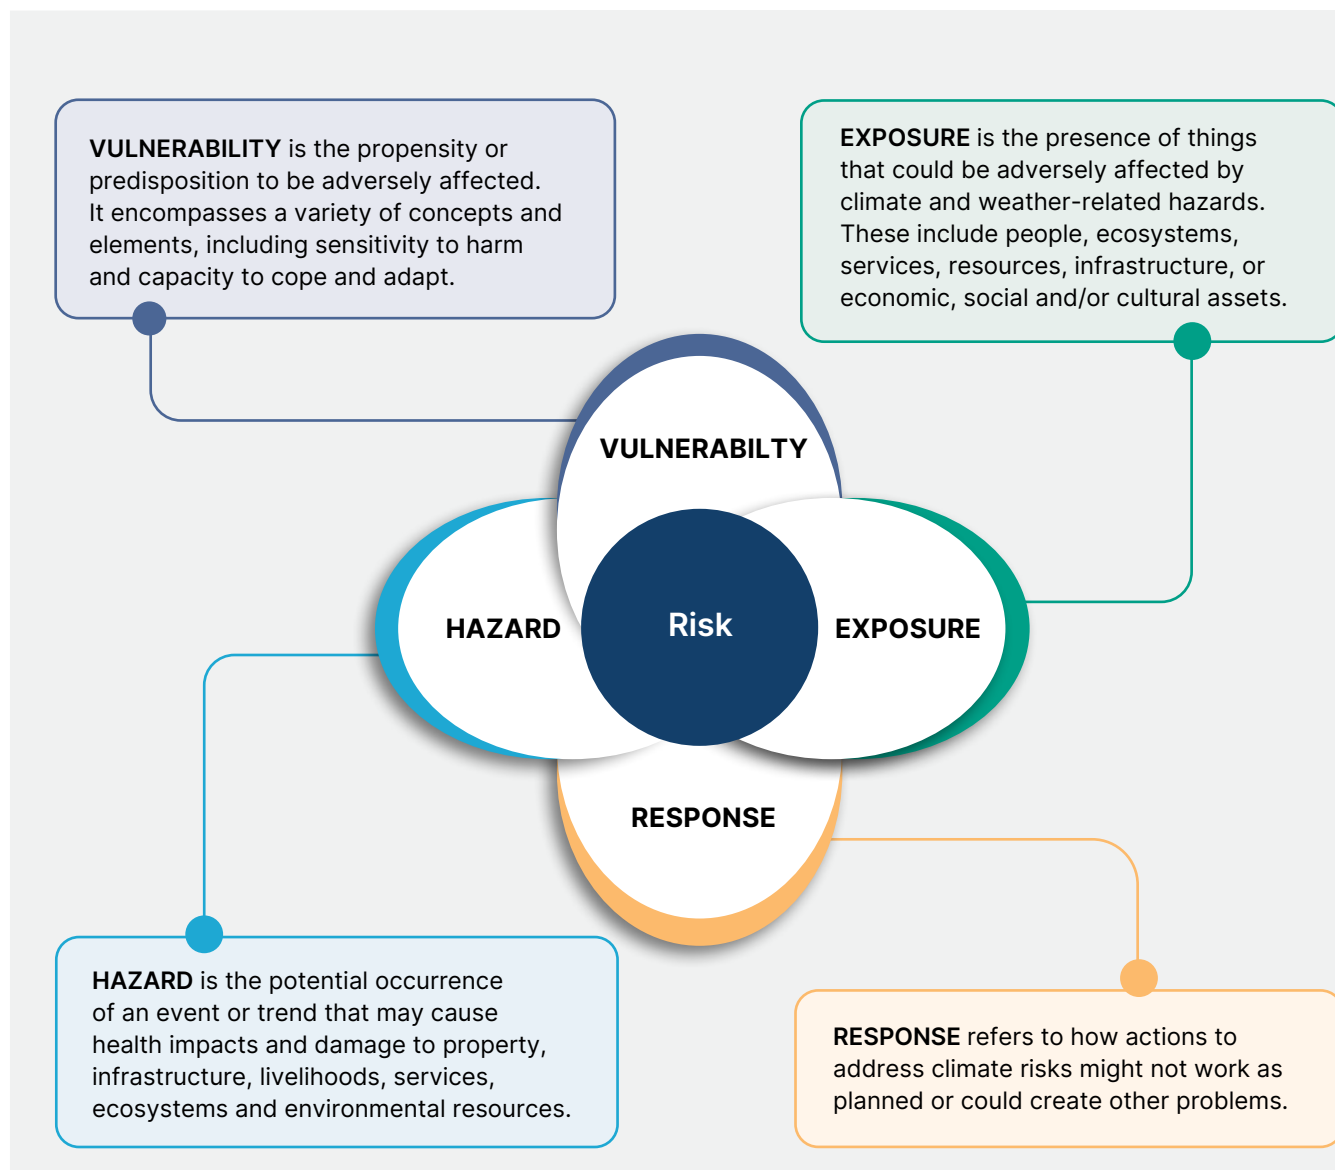 VULNERABILITY is the propensity or
predisposition to be adversely affected.
It encompasses a variety of concepts and
elements, including sensitivity to harm
and capacity to cope and adapt.
EXPOSURE is the presence of things
that could be adversely affected by
climate and weather-related hazards.
These include people, ecosystems,
services, resources, infrastructure, or
economic, social and/or cultural assets.
VULNERABILTY
HAZARD
Risk
EXPOSURE
RESPONSE
HAZARD is the potential occurrence
of an event or trend that may cause
health impacts and damage to property,
infrastructure, livelihoods, services,
ecosystems and environmental resources.
RESPONSE refers to how actions to
address climate risks might not work as
planned or could create other problems.